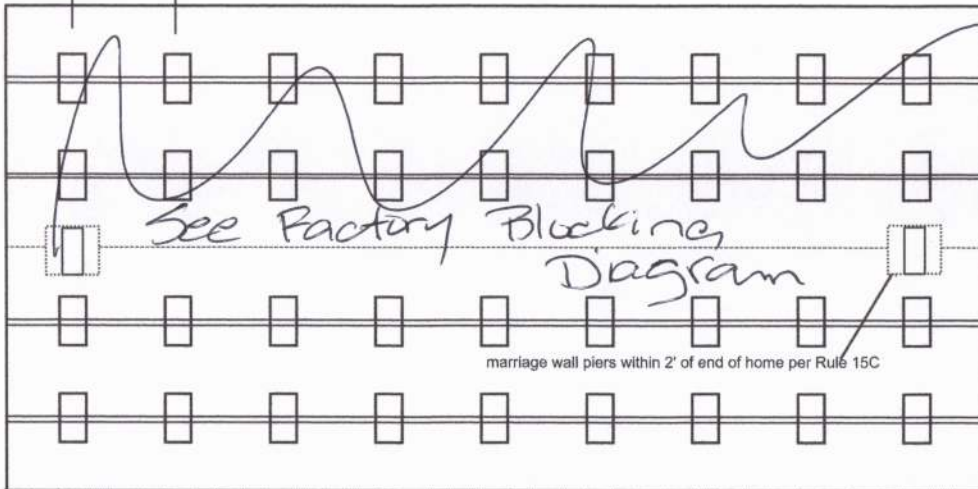 See Factory Blocking
Diagram
marriage wall piers within 2' of end of home per Rule 15C